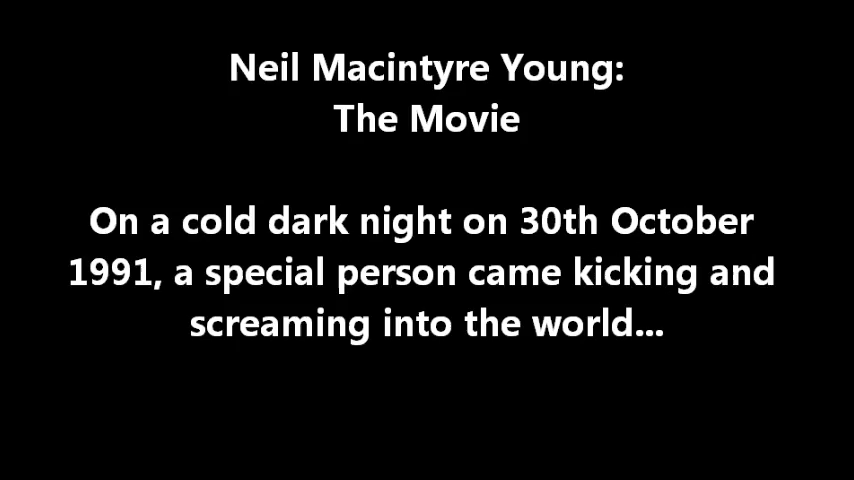 Neil Macintyre Young:
The Movie
On a cold dark night on 30th October
1991, a special person came kicking and
screaming into the world...